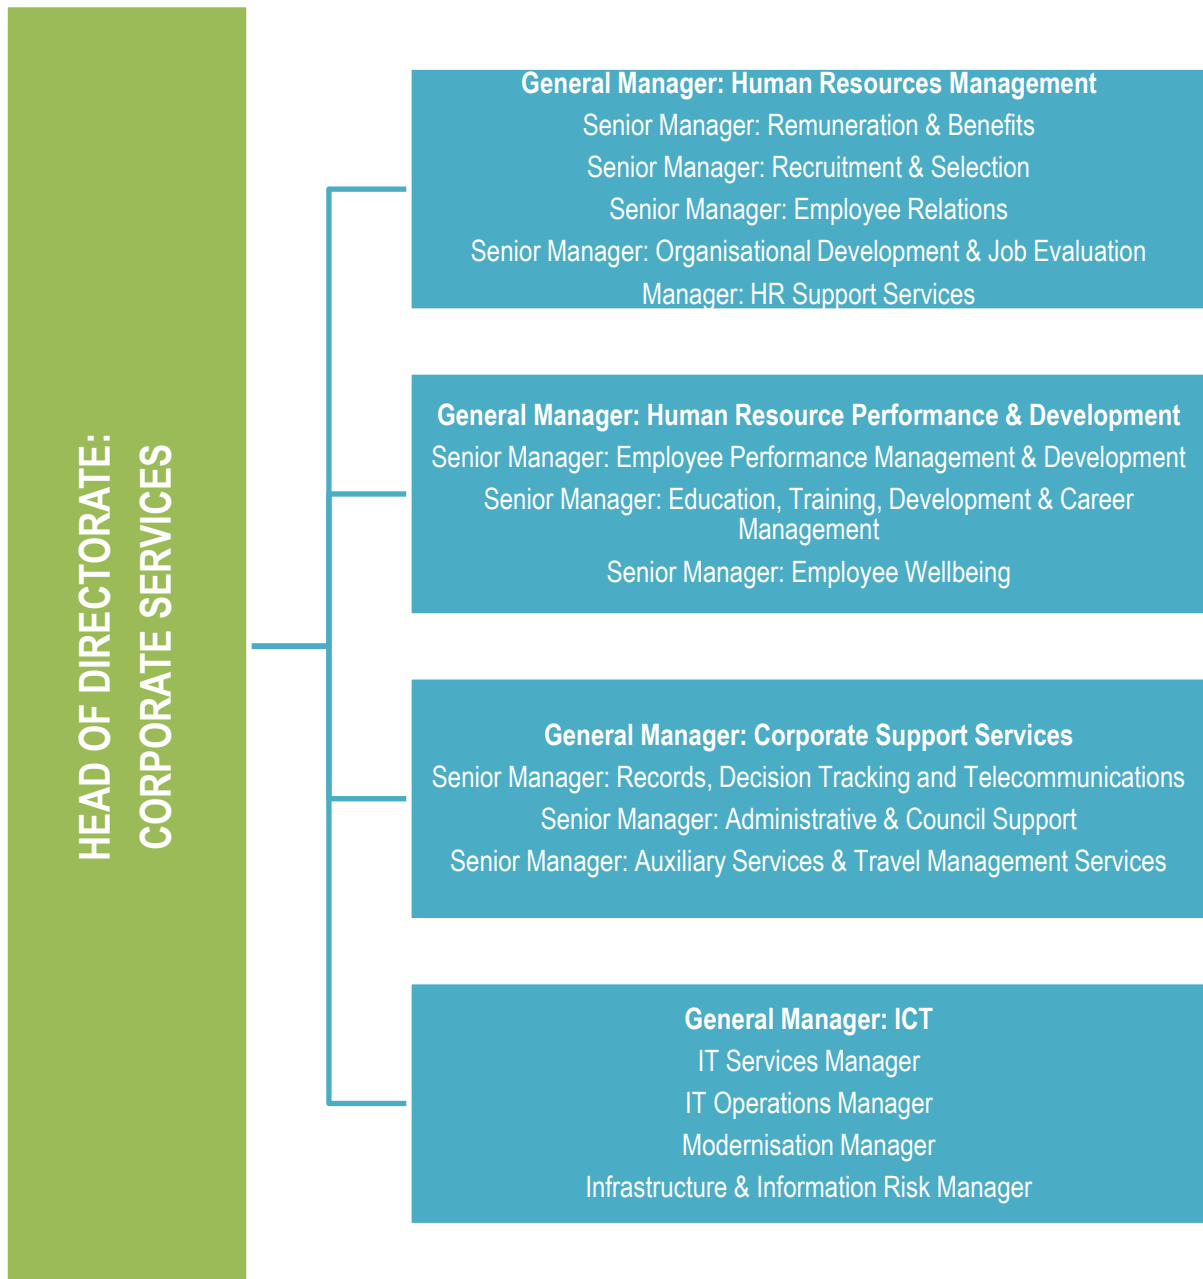 HEAD OF DIRECTORATE:
CORPORATE SERVICES
General Manager: Human Resources Management
Senior Manager: Remuneration & Benefits
Senior Manager: Recruitment & Selection
Senior Manager: Employee Relations
Senior Manager: Organisational Development & Job Evaluation
Manager: HR Support Services
General Manager: Human Resource Performance & Development
Senior Manager: Employee Performance Management & Development
Senior Manager: Education, Training, Development & Career
Management
Senior Manager: Employee Wellbeing
General Manager: Corporate Support Services
Senior Manager: Records, Decision Tracking and Telecommunications
Senior Manager: Administrative & Council Support
Senior Manager: Auxiliary Services & Travel Management Services
General Manager: ICT
IT Services Manager
IT Operations Manager
Modernisation Manager
Infrastructure & Information Risk Manager